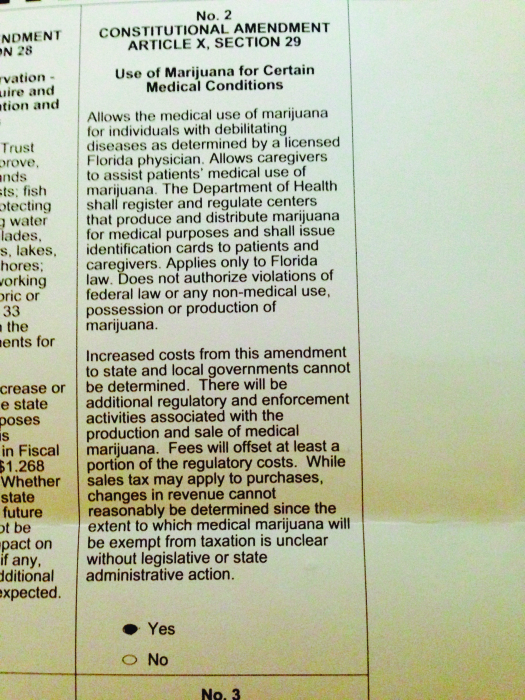 NDMENT
ON 28
rvation -
uire and
ition and
Trust
prove,
ands
sts; fish
otecting
g water
lades,
s, lakes,
hores;
vorking
oric or
33
the
ents for
crease or
e state
poses
is
in Fiscal
$1.268
Whether
state
future
ot be
pact on
if any,
dditional
expected.
No. 2
CONSTITUTIONAL AMENDMENT
ARTICLE X, SECTION 29
Use of Marijuana for Certain
Medical Conditions
Allows the medical use of marijuana
for individuals with debilitating
diseases as determined by a licensed
Florida physician. Allows caregivers
to assist patients' medical use of
marijuana. The Department of Health
shall register and regulate centers
that produce and distribute marijuana
for medical purposes and shall issue
identification cards to patients and
caregivers. Applies only to Florida
law. Does not authorize violations of
federal law or any non-medical use,
possession or production of
marijuana.
Increased costs from this amendment
to state and local governments cannot
be determined. There will be
additional regulatory and enforcement
activities associated with the
production and sale of medical
marijuana. Fees will offset at least a
portion of the regulatory costs. While
sales tax may apply to purchases,
changes in revenue cannot
reasonably be determined since the
extent to which medical marijuana will
be exempt from taxation is unclear
without legislative or state
administrative action.
Yes
No
No. 3